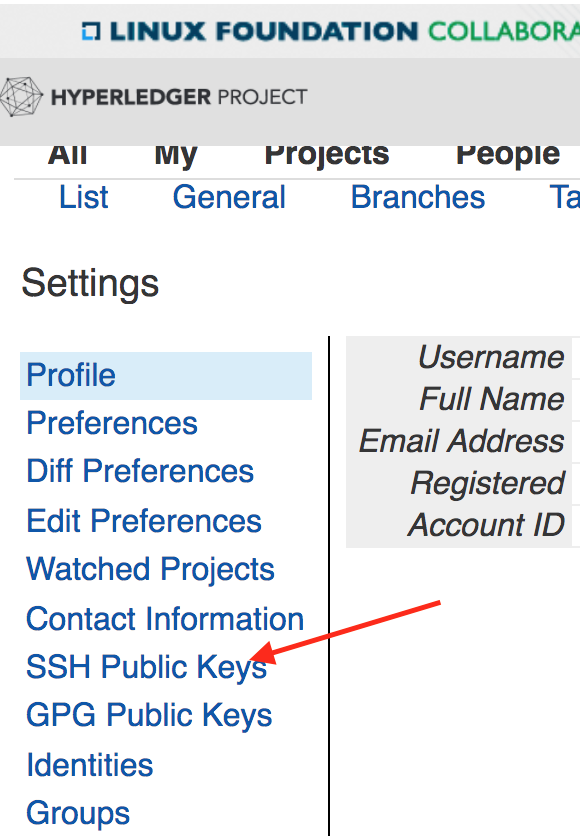 LINUX FOUNDATION COLLABORA
HYPERLEDGER PROJECT
All My Projects People
List General Branches Ta
Settings
Profile
Preferences
Diff Preferences
Edit Preferences
Watched Projects
Contact Information
SSH Public Keys
GPG Public Keys
Identities
Groups
Username
Full Name
Email Address
Registered
Account ID